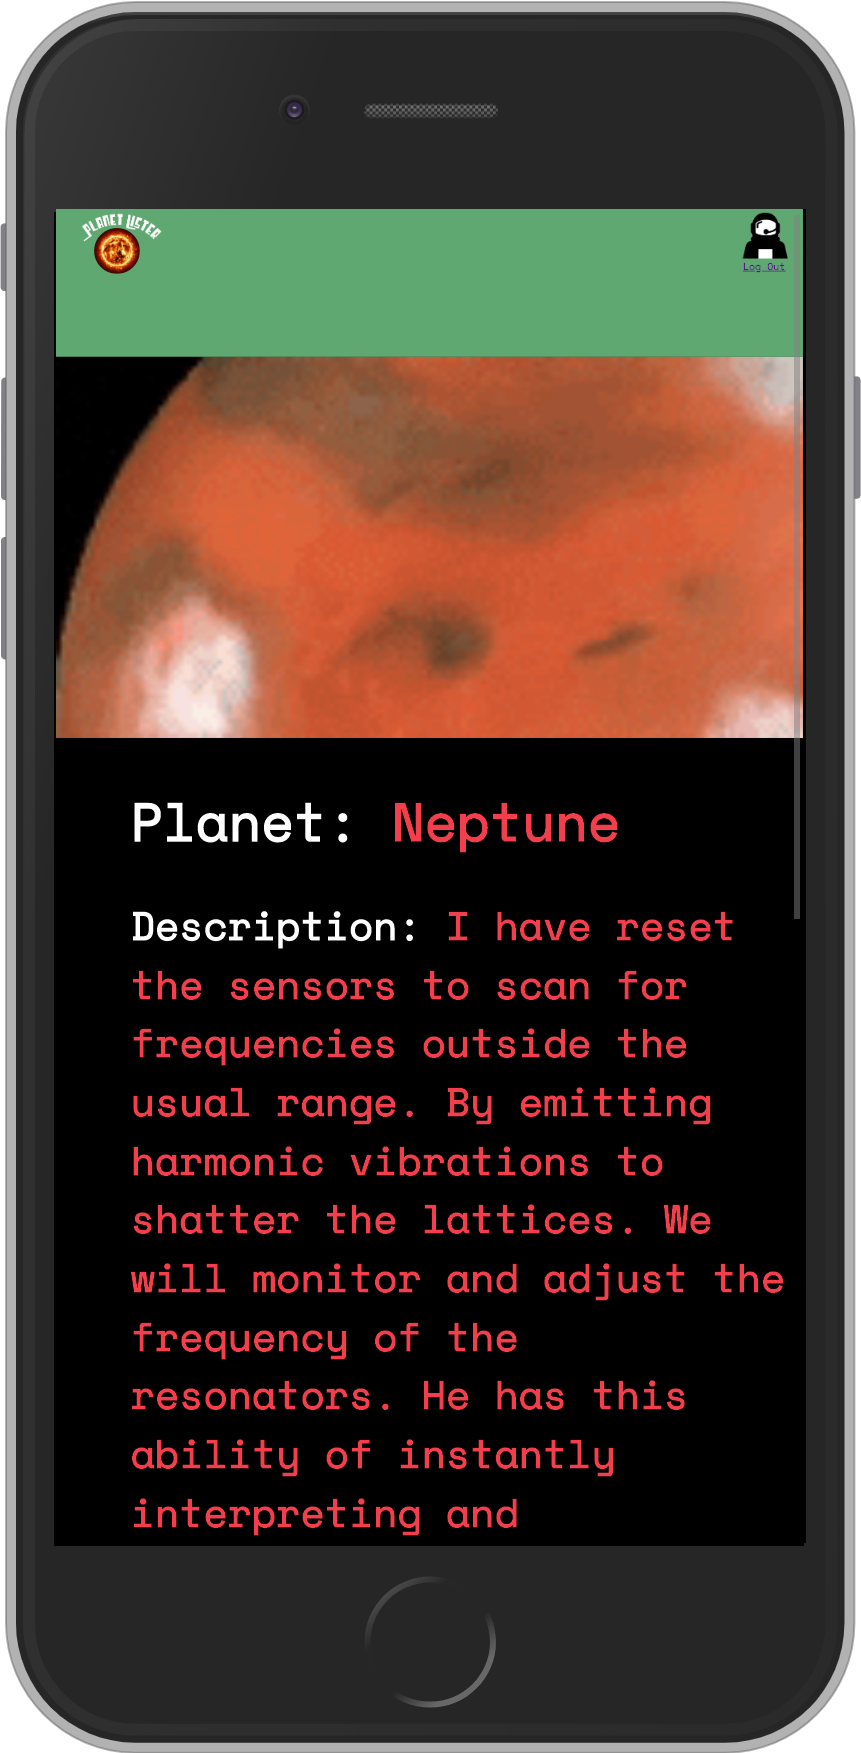 PLANET LISTER
Log Out
Planet: Neptune
Description: I have reset
the sensors to scan for
frequencies outside the
usual range. By emitting
harmonic vibrations to
shatter the lattices. We
will monitor and adjust the
frequency of the
resonators. He has this
ability of instantly
interpreting and